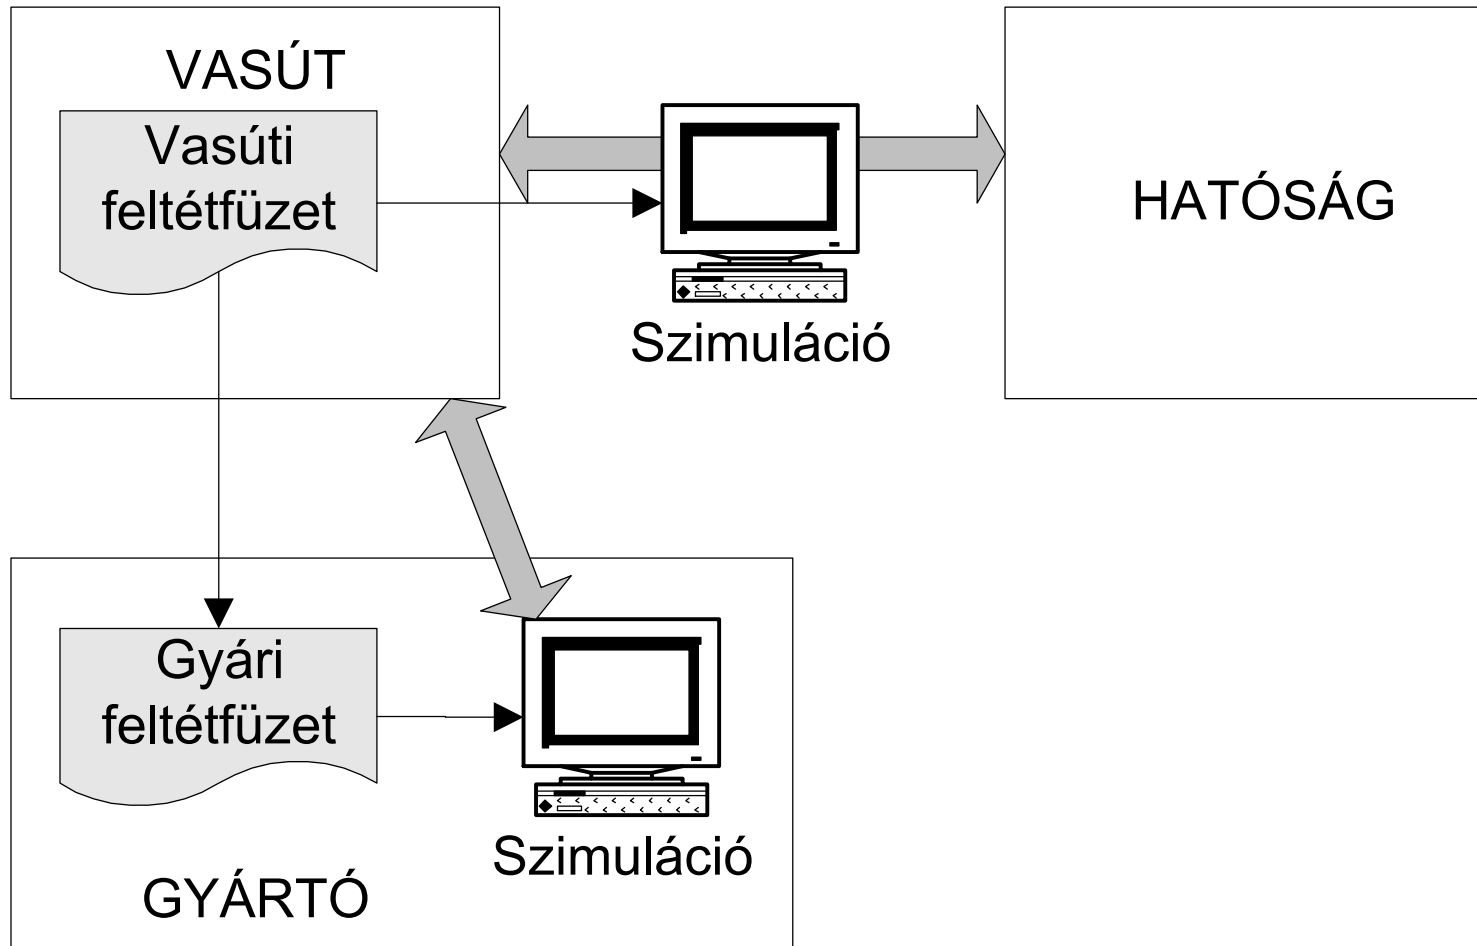 VASÚT
Vasúti
feltétfüzet
HATÓSÁG
Szimuláció
Gyári
feltétfüzet
Szimuláció
GYÁRTÓ